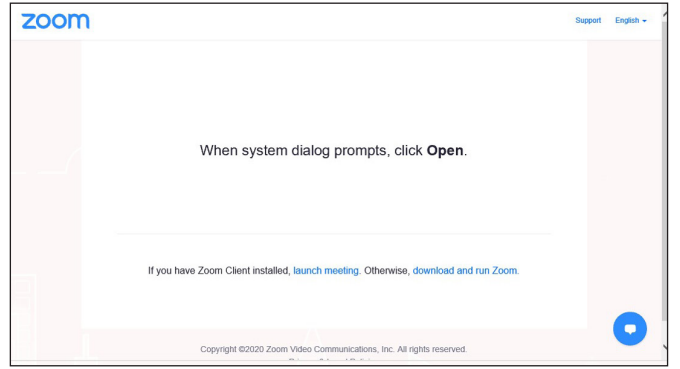 zoom
Support English
When system dialog prompts, click Open.
If you have Zoom Client installed, launch meeting. Otherwise, download and run Zoom.
Copyright ©2020 Zoom Video Communications, Inc. All rights reserved.